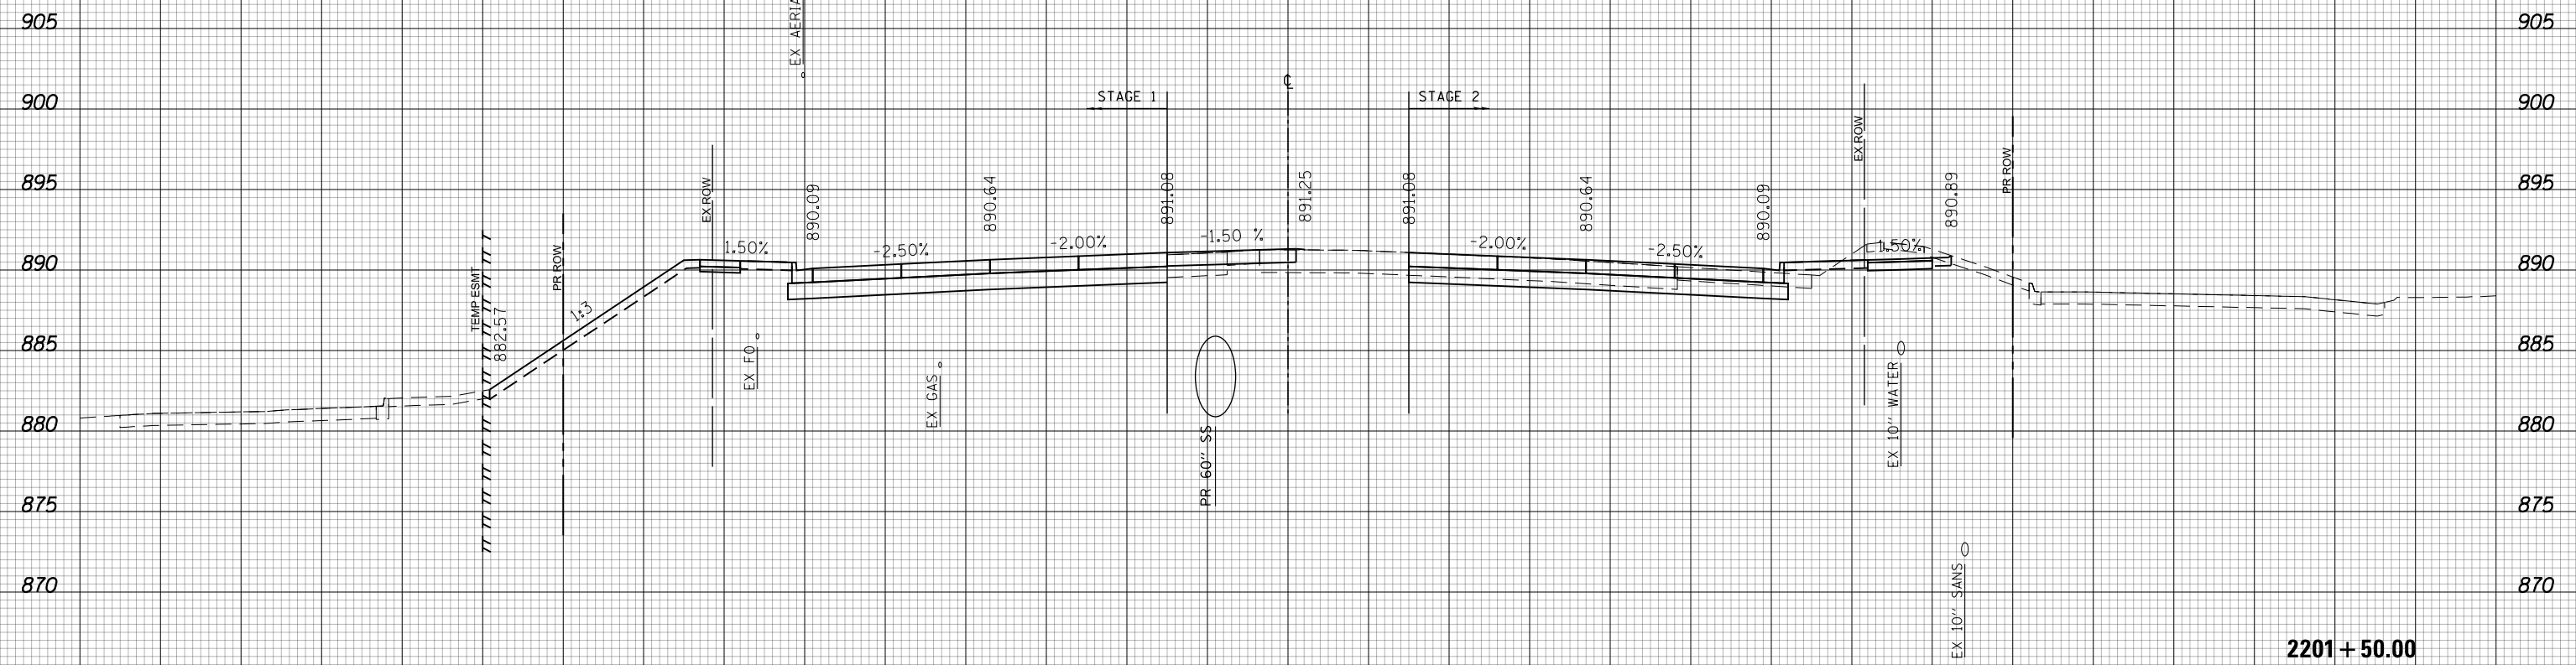 905
EX AERIA
905
900
STAGE 1
℄
STAGE 2
900
895
895
TEMP ESMT
882.57
PR ROW
1:3
EX ROW
1.50%
890.09
-2.50%
890.64
-2.00%
891.08
-1.50 %
891.25
891.08
-2.00%
890.64
-2.50%
890.09
EX ROW
1.50%
890.89
PR ROW
890
890
885
EX FO
EX GAS
PR 60" SS
EX 10" WATER
885
880
880
875
875
870
EX 10" SANS
870
2201+50.00